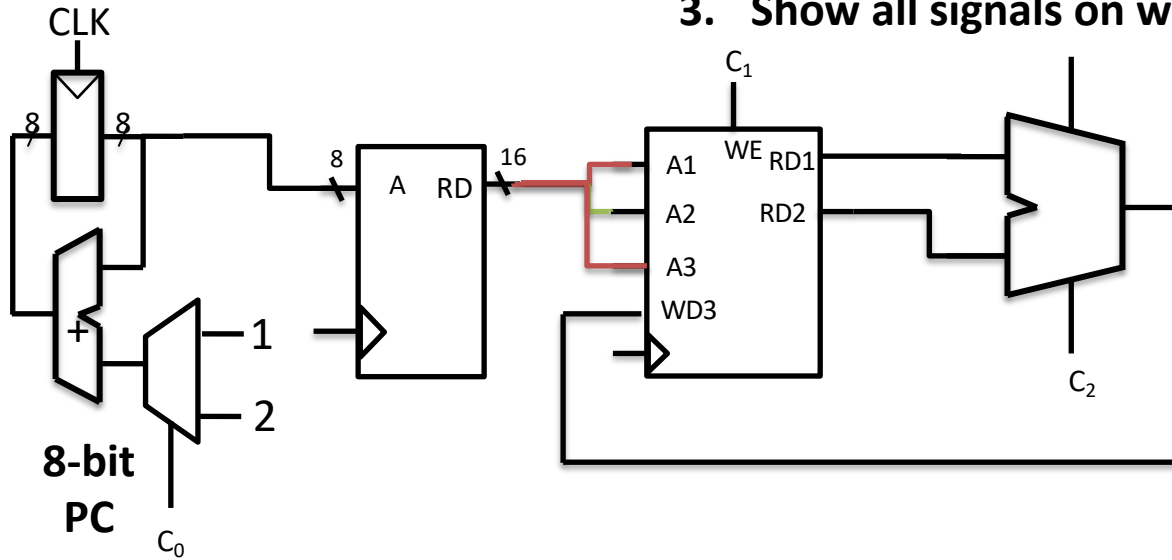 3. Show all signals on w
CLK
C1
8
8
8
16
A
RD
A1
WE
RD1
A2
RD2
A3
WD3
+
1
2
C2
8-bit
PC
C0